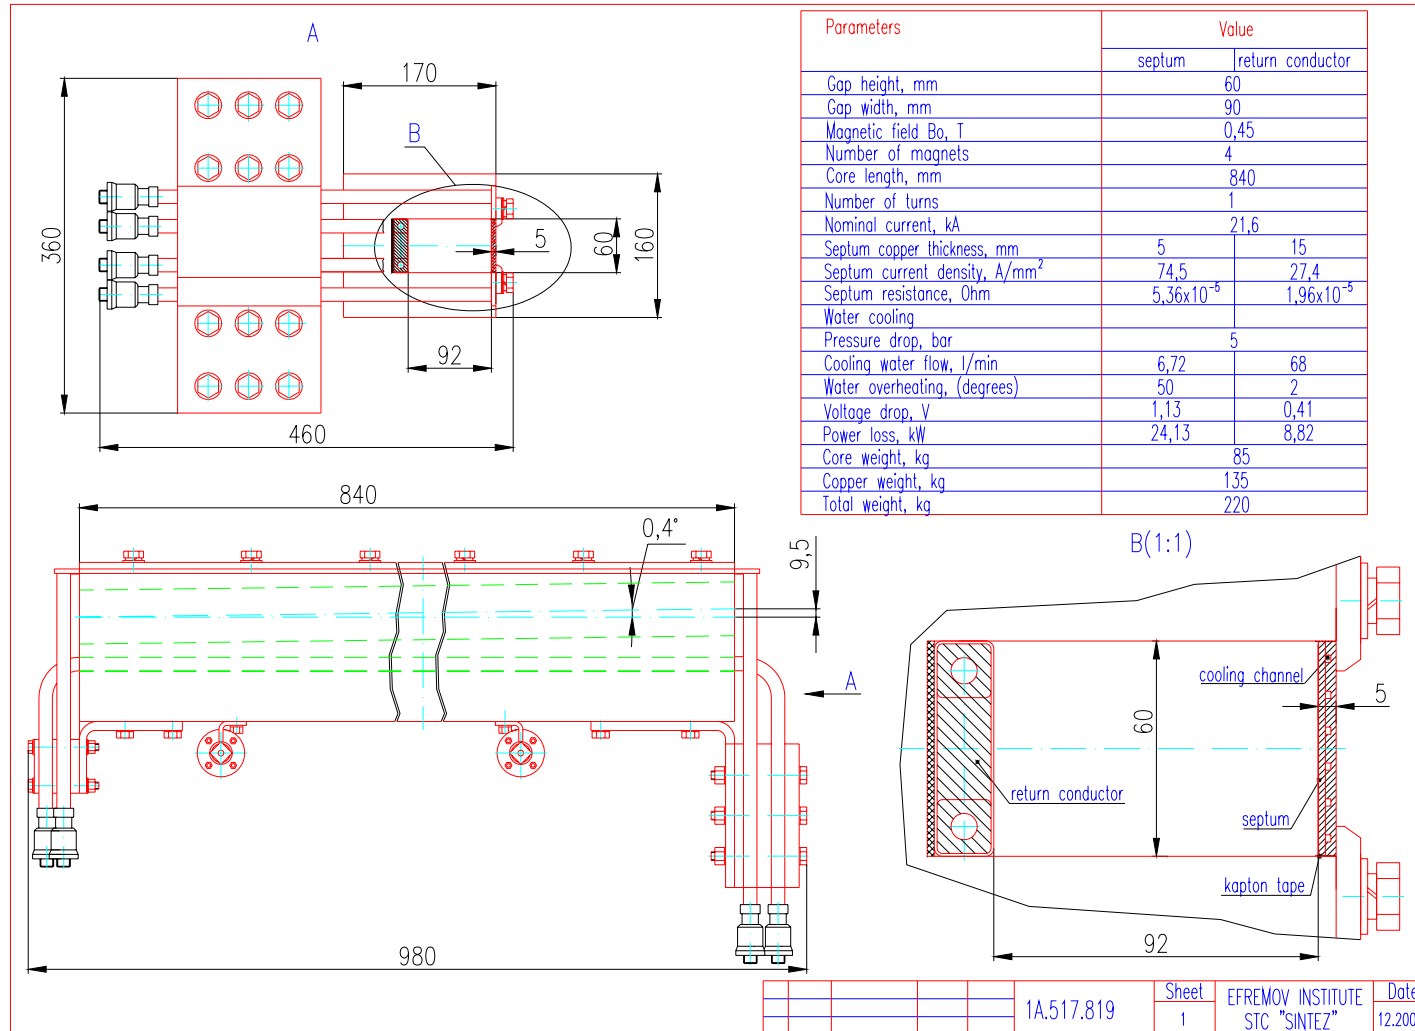 A
170
B
360
5
60
160
92
460
Parameters Value
septum return conductor
Gap height, mm 60
Gap width, mm 90
Magnetic field Bo, T 0,45
Number of magnets 4
Core length, mm 840
Number of turns 1
Nominal current, kA 21,6
Septum copper thickness, mm 5 15
Septum current density, A/mm² 74,5 27,4
Septum resistance, Ohm 5,36x10⁻⁵ 1,96x10⁻⁵
Water cooling
Pressure drop, bar 5
Cooling water flow, l/min 6,72 68
Water overheating, (degrees) 50 2
Voltage drop, V 1,13 0,41
Power loss, kW 24,13 8,82
Core weight, kg 85
Copper weight, kg 135
Total weight, kg 220
840
0,4°
9,5
A
980
B(1:1)
cooling channel
5
60
return conductor
septum
kapton tape
92
1A.517.819
Sheet
1
EFREMOV INSTITUTE
STC "SINTEZ"
Date
12.200